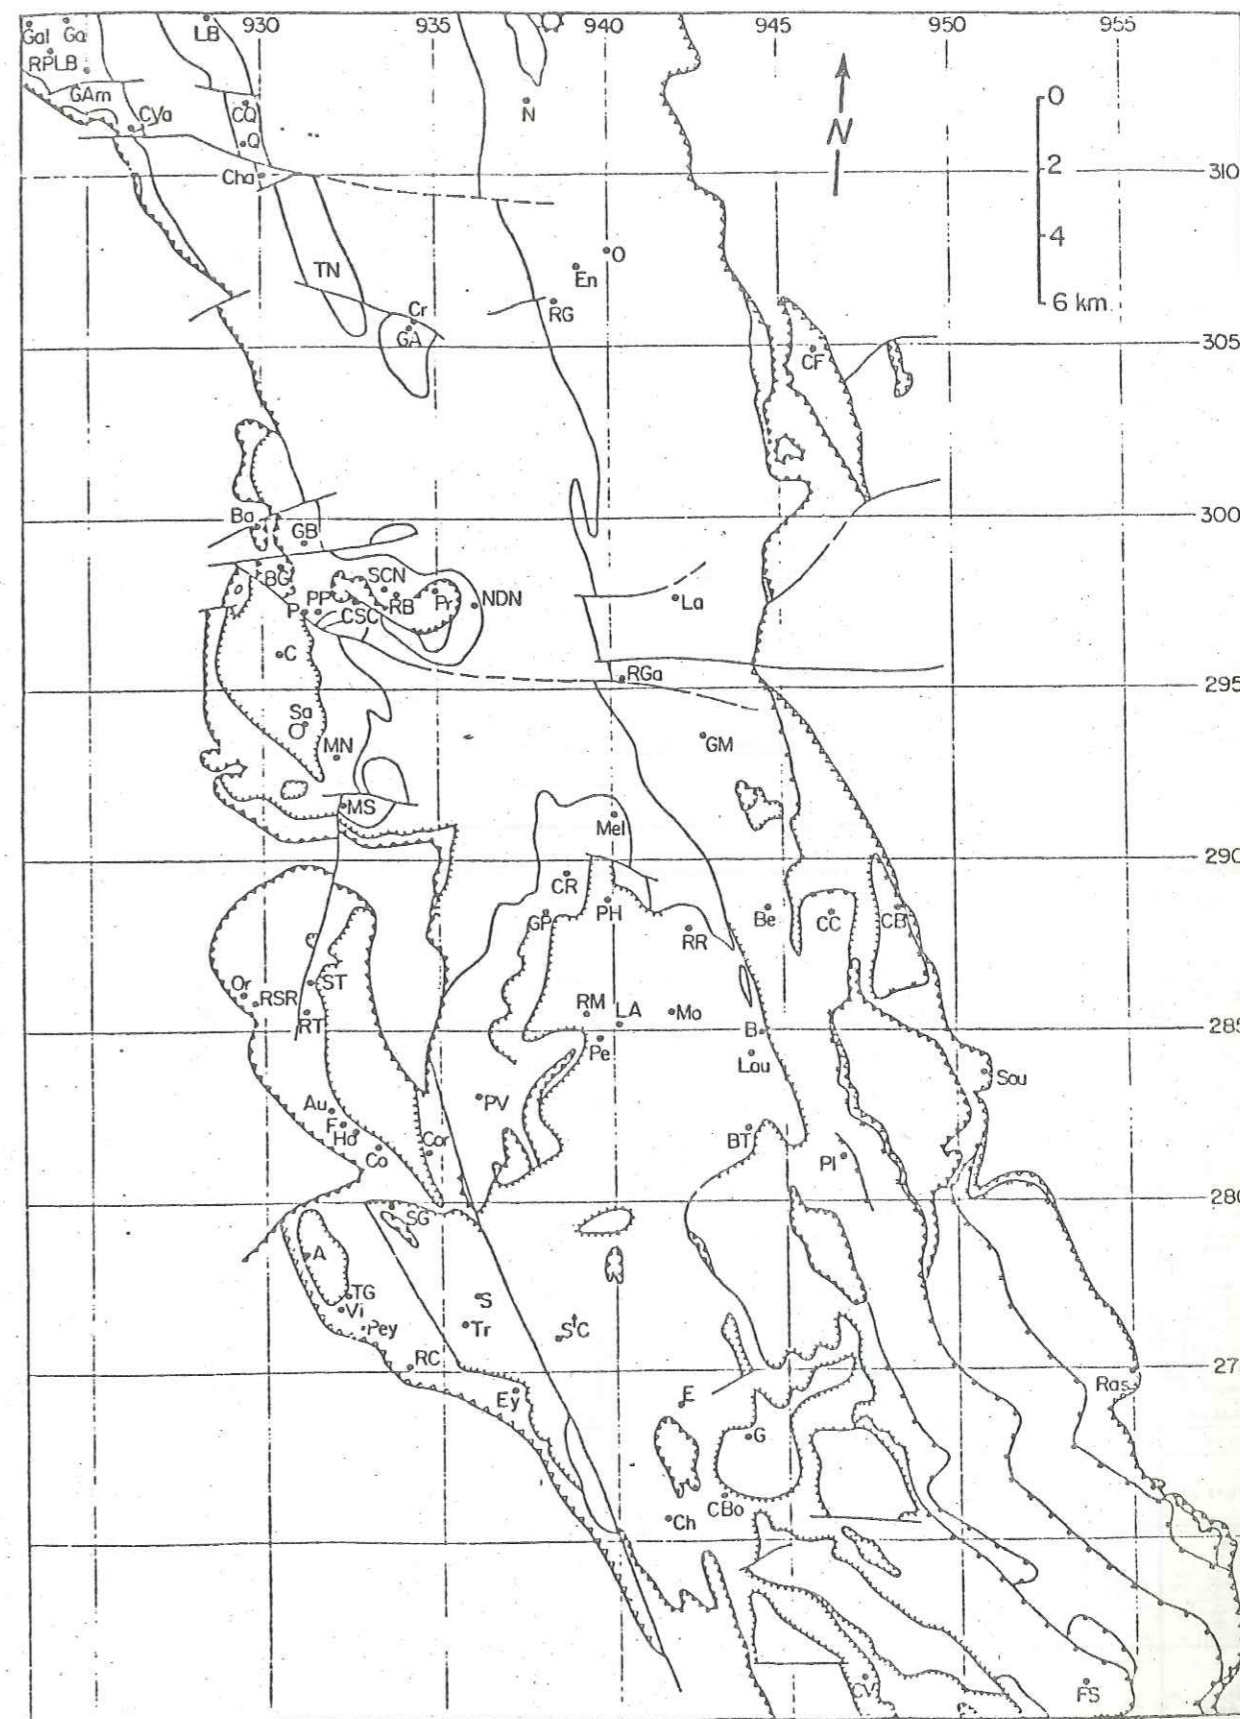 930 935 940 945 950 955
Gal Ga LB
RPLB
GAm
CYa CQ N
Q
N
0
2
4
6 km
Cha 310
TN
O
En
Cr RG
GA
305
CF
300
Ba
GB
BG SCN
PP RB Pr NDN La
P CSC
C
RGa
295
Sa
MN GM
MS
Mel
290
CR
PH
GP Be CC CB
RR
Or RSR ST
RT RM LA Mo
B 285
Pe
Lou
Sou
Au PV
F
Ho
Co Cor BT PI
280
SG
A
TG S
Vi
Pey Tr SC
RC
Ey E Ras
G
CBo
Ch
CV FS